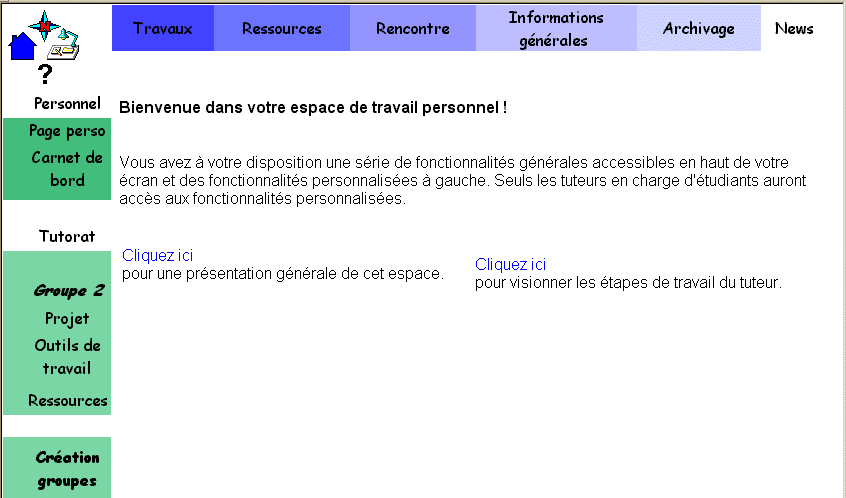 Travaux
Ressources
Rencontre
Informations
générales
Archivage
News
?
Personnel
Page perso
Carnet de
bord
Tutorat
Groupe 2
Projet
Outils de
travail
Ressources
Création
groupes
Bienvenue dans votre espace de travail personnel !
Vous avez à votre disposition une série de fonctionnalités générales accessibles en haut de votre
écran et des fonctionnalités personnalisées à gauche. Seuls les tuteurs en charge d'étudiants auront
accès aux fonctionnalités personnalisées.
Cliquez ici
pour une présentation générale de cet espace.
Cliquez ici
pour visionner les étapes de travail du tuteur.